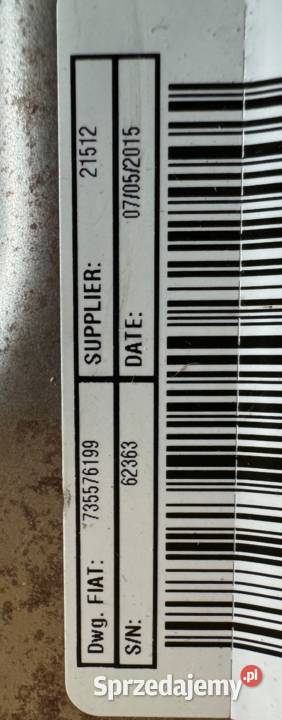 Dwg. FIAT: 735576199 SUPPLIER: 21512
S/N: 62363 DATE: 07/05/2015
Sprzedajemy.pl